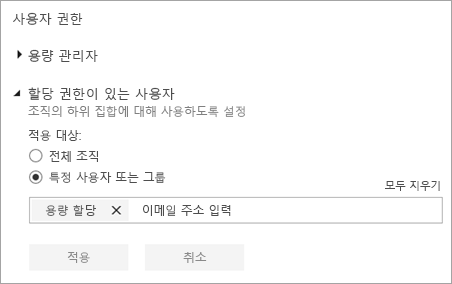 사용자 권한
용량 관리자
할당 권한이 있는 사용자
조직의 하위 집합에 대해 사용하도록 설정
적용 대상:
전체 조직
특정 사용자 또는 그룹
모두 지우기
용량 할당 이메일 주소 입력
적용 취소